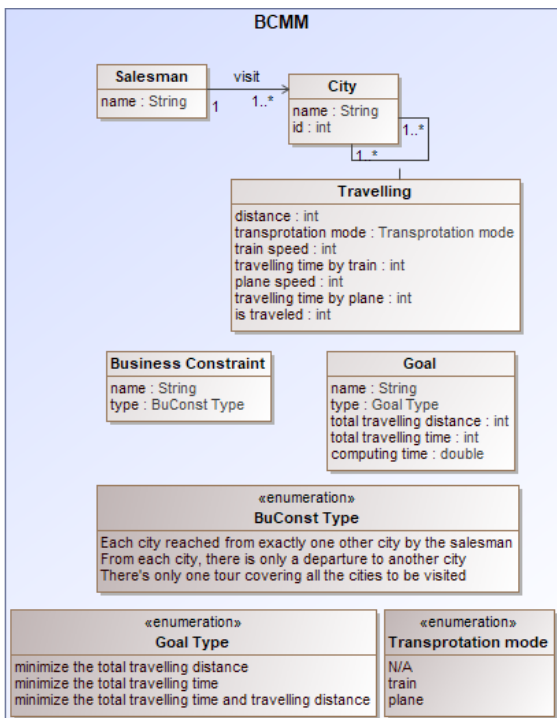 BCMM
Salesman
name : String
visit
1
1..*
City
name : String
id : int
1..*
1..*
Travelling
distance : int
transprotation mode : Transprotation mode
train speed : int
travelling time by train : int
plane speed : int
travelling time by plane : int
is traveled : int
Business Constraint
name : String
type : BuConst Type
Goal
name : String
type : Goal Type
total travelling distance : int
total travelling time : int
computing time : double
«enumeration»
BuConst Type
Each city reached from exactly one other city by the salesman
From each city, there is only a departure to another city
There's only one tour covering all the cities to be visited
«enumeration»
Goal Type
minimize the total travelling distance
minimize the total travelling time
minimize the total travelling time and travelling distance
«enumeration»
Transprotation mode
N/A
train
plane